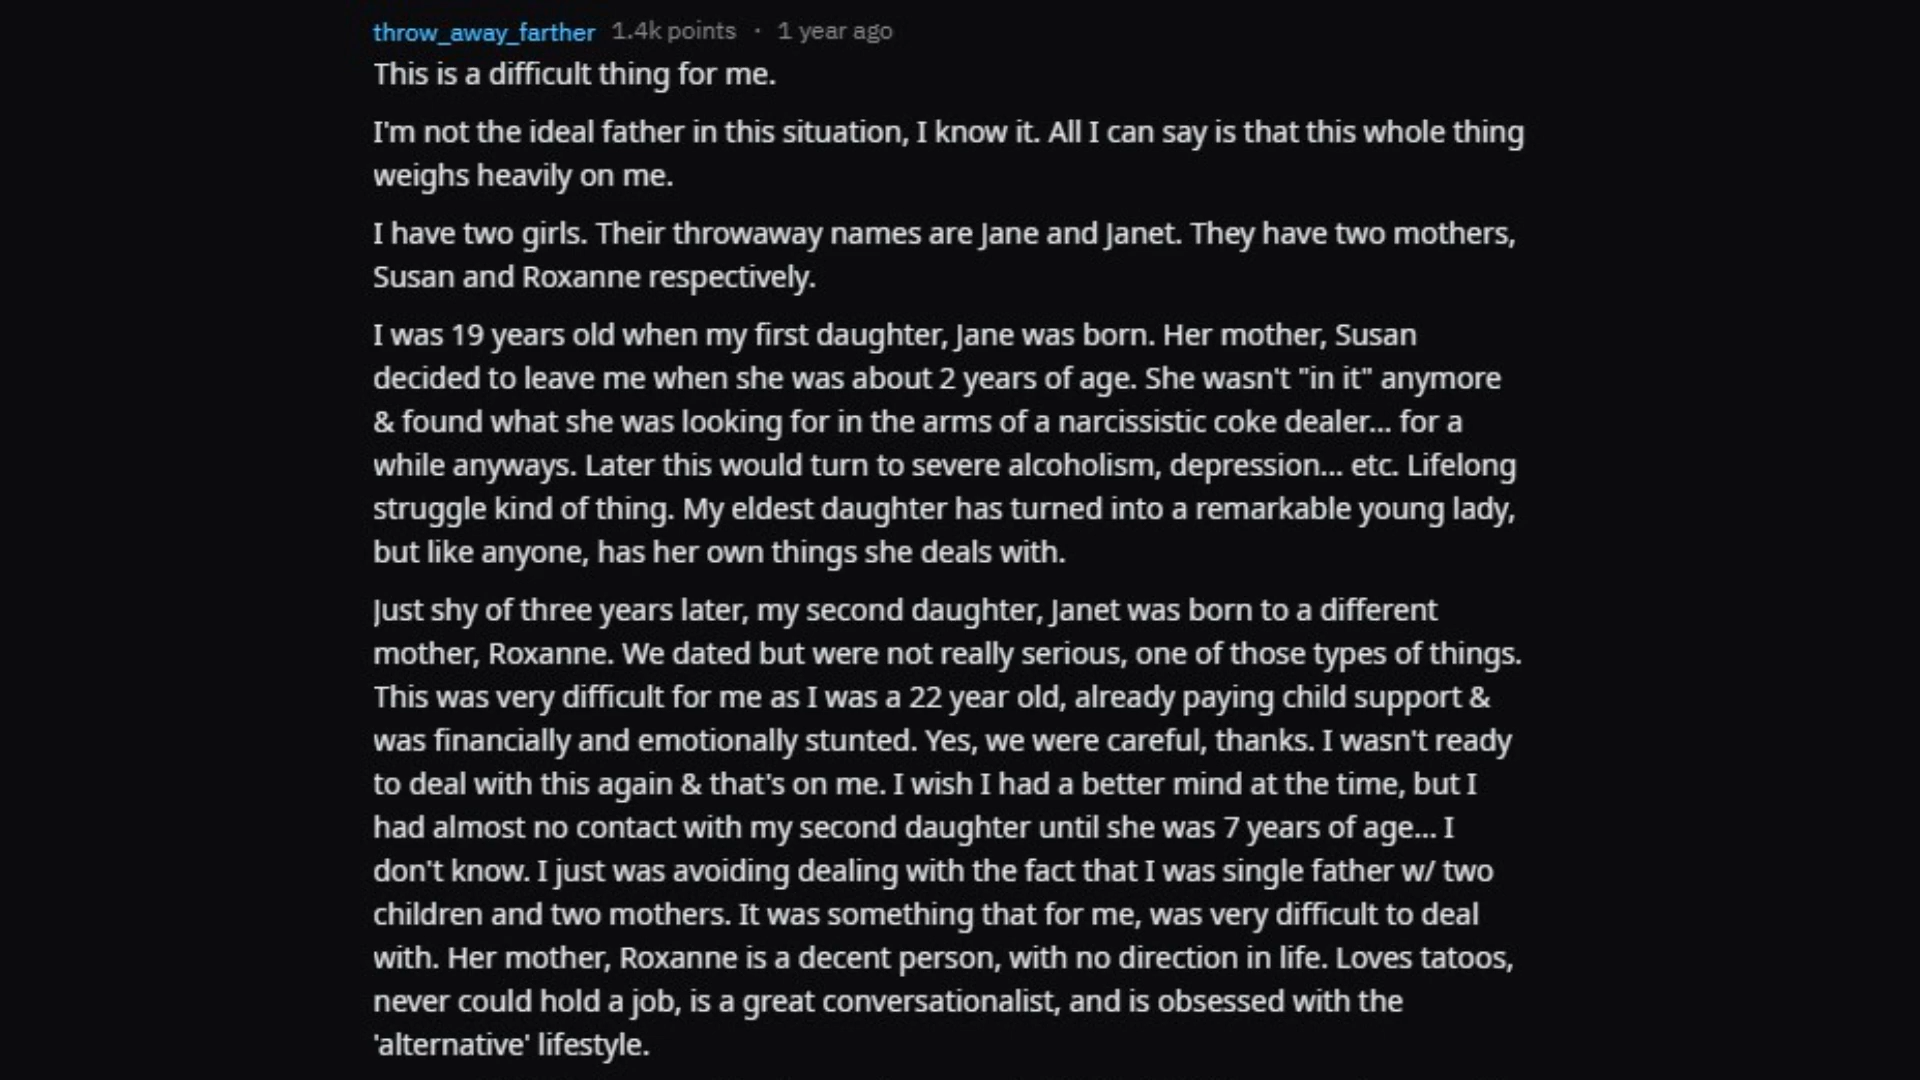 throw_away_farther 1.4k points · 1 year ago
This is a difficult thing for me.
I'm not the ideal father in this situation, I know it. All I can say is that this whole thing
weighs heavily on me.
I have two girls. Their throwaway names are Jane and Janet. They have two mothers,
Susan and Roxanne respectively.
I was 19 years old when my first daughter, Jane was born. Her mother, Susan
decided to leave me when she was about 2 years of age. She wasn't "in it" anymore
& found what she was looking for in the arms of a narcissistic coke dealer... for a
while anyways. Later this would turn to severe alcoholism, depression... etc. Lifelong
struggle kind of thing. My eldest daughter has turned into a remarkable young lady,
but like anyone, has her own things she deals with.
Just shy of three years later, my second daughter, Janet was born to a different
mother, Roxanne. We dated but were not really serious, one of those types of things.
This was very difficult for me as I was a 22 year old, already paying child support &
was financially and emotionally stunted. Yes, we were careful, thanks. I wasn't ready
to deal with this again & that's on me. I wish I had a better mind at the time, but I
had almost no contact with my second daughter until she was 7 years of age... I
don't know. I just was avoiding dealing with the fact that I was single father w/ two
children and two mothers. It was something that for me, was very difficult to deal
with. Her mother, Roxanne is a decent person, with no direction in life. Loves tatoos,
never could hold a job, is a great conversationalist, and is obsessed with the
'alternative' lifestyle.